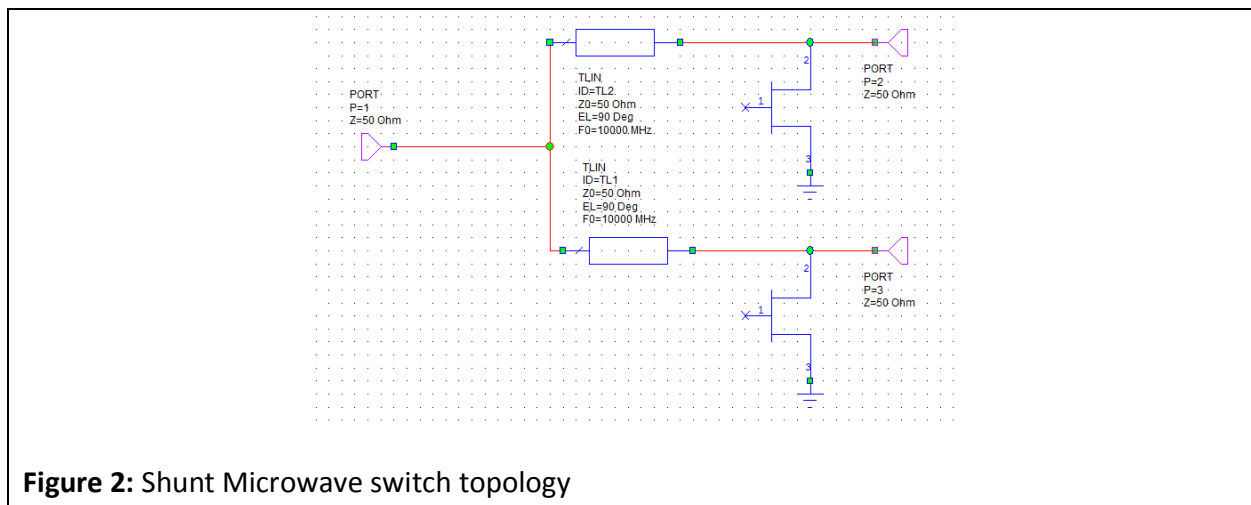 TLIN
ID=TL2
Z0=50 Ohm
EL=90 Deg
F0=10000 MHz
PORT
P=1
Z=50 Ohm
2
1
3
PORT
P=2
Z=50 Ohm
TLIN
ID=TL1
Z0=50 Ohm
EL=90 Deg
F0=10000 MHz
2
1
3
PORT
P=3
Z=50 Ohm
Figure 2: Shunt Microwave switch topology